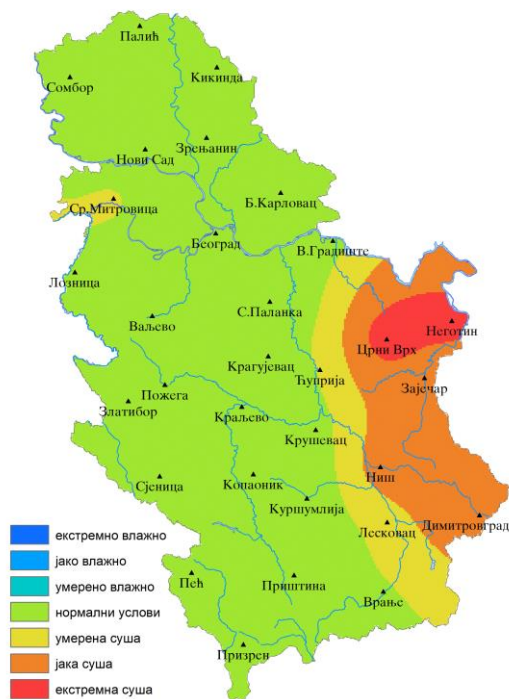 Палић
Кикинда
Сомбор
Зрењанин
Нови Сад
Б.Карловац
Ср.Митровица
Београд
В.Градиште
Лозница
С.Паланка
Ваљево
Неготин
Црни Врх
Крагујевац
Ћуприја
Зајечар
Пожега
Златибор
Краљево
Крушевац
Ниш
Сјеница
Копаоник
Куршумлија
Димитровград
Лесковац
Пећ
Приштина
Врање
Призрен
екстремно влажно
јако влажно
умерено влажно
нормални услови
умерена суша
јака суша
екстремна суша